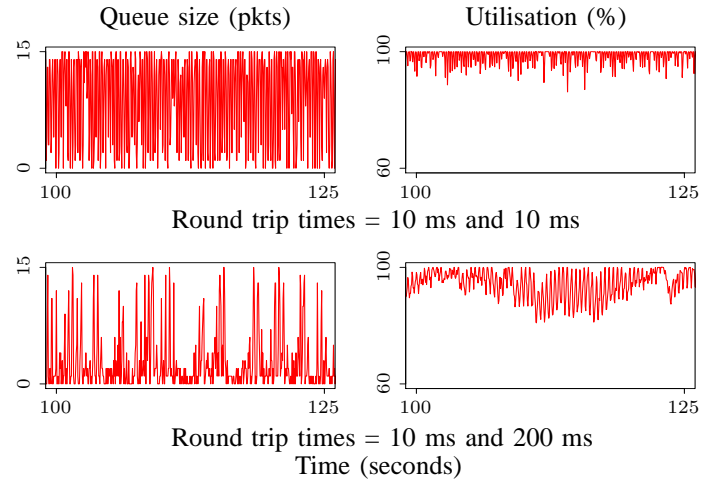 Queue size (pkts) Utilisation (%)
15 100
0 60
100 125 100 125
Round trip times = 10 ms and 10 ms
15 100
0 60
100 125 100 125
Round trip times = 10 ms and 200 ms
Time (seconds)